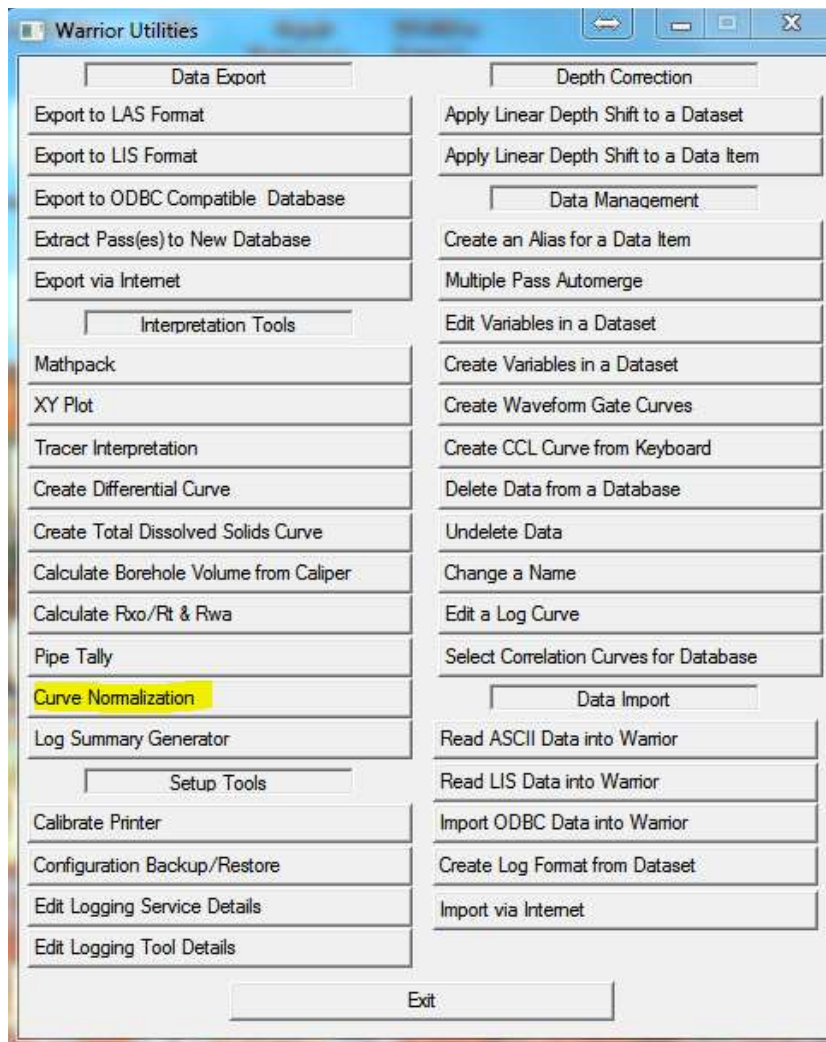 Warrior Utilities
Data Export
Export to LAS Format
Export to LIS Format
Export to ODBC Compatible Database
Extract Pass(es) to New Database
Export via Internet
Interpretation Tools
Mathpack
XY Plot
Tracer Interpretation
Create Differential Curve
Create Total Dissolved Solids Curve
Calculate Borehole Volume from Caliper
Calculate Rxo/Rt & Rwa
Pipe Tally
Curve Normalization
Log Summary Generator
Setup Tools
Calibrate Printer
Configuration Backup/Restore
Edit Logging Service Details
Edit Logging Tool Details
Depth Correction
Apply Linear Depth Shift to a Dataset
Apply Linear Depth Shift to a Data Item
Data Management
Create an Alias for a Data Item
Multiple Pass Automerge
Edit Variables in a Dataset
Create Variables in a Dataset
Create Waveform Gate Curves
Create CCL Curve from Keyboard
Delete Data from a Database
Undelete Data
Change a Name
Edit a Log Curve
Select Correlation Curves for Database
Data Import
Read ASCII Data into Warrior
Read LIS Data into Warrior
Import ODBC Data into Warrior
Create Log Format from Dataset
Import via Internet
Exit